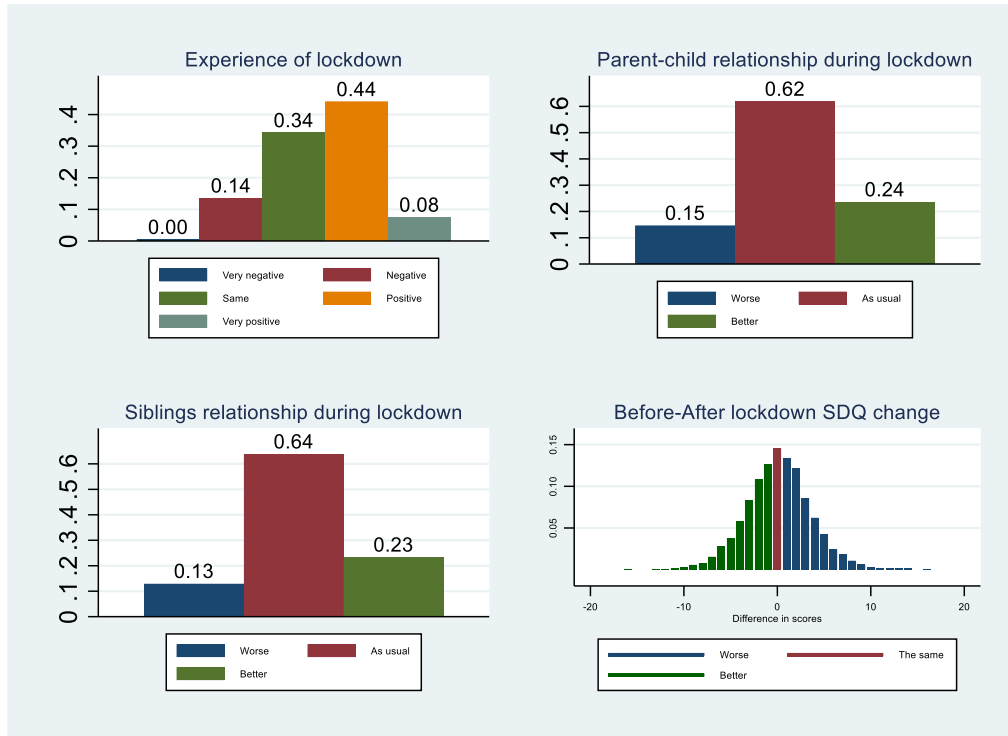 Experience of lockdown
0 .1 .2 .3 .4
0.00 0.14 0.34 0.44 0.08
Very negative Negative
Same Positive
Very positive
Parent-child relationship during lockdown
0 .1 .2 .3 .4 .5 .6
0.15 0.62 0.24
Worse As usual
Better
Siblings relationship during lockdown
0 .1 .2 .3 .4 .5 .6
0.13 0.64 0.23
Worse As usual
Better
Before-After lockdown SDQ change
0.05 0.10 0.15
-20 -10 0 10 20
Difference in scores
Worse The same
Better